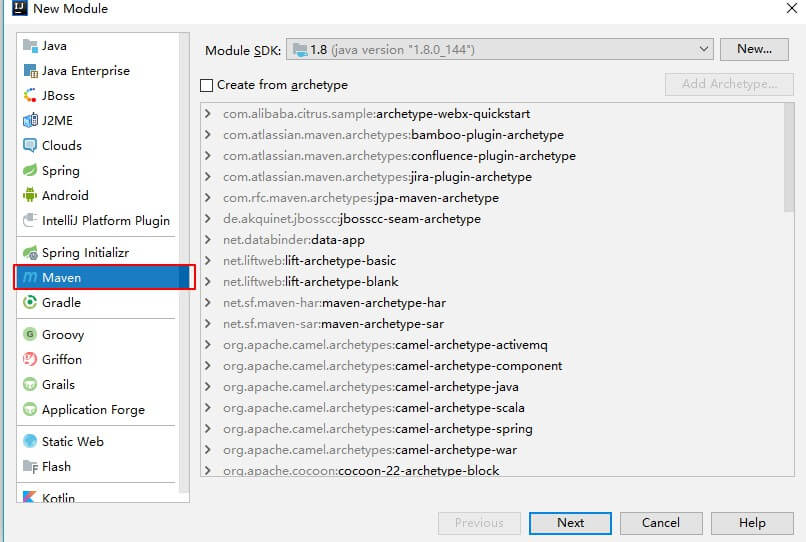 New Module
Java
Java Enterprise
JBoss
J2ME
Clouds
Spring
Android
IntelliJ Platform Plugin
Spring Initializr
Maven
Gradle
Groovy
Griffon
Grails
Application Forge
Static Web
Flash
Kotlin
Module SDK: 1.8 (java version "1.8.0_144") New...
Create from archetype Add Archetype...
com.alibaba.citrus.sample:archetype-webx-quickstart
com.atlassian.maven.archetypes:bamboo-plugin-archetype
com.atlassian.maven.archetypes:confluence-plugin-archetype
com.atlassian.maven.archetypes:jira-plugin-archetype
com.rfc.maven.archetypes:jpa-maven-archetype
de.akquinet.jbosscc:jbosscc-seam-archetype
net.databinder:data-app
net.liftweb:lift-archetype-basic
net.liftweb:lift-archetype-blank
net.sf.maven-har:maven-archetype-har
net.sf.maven-sar:maven-archetype-sar
org.apache.camel.archetypes:camel-archetype-activemq
org.apache.camel.archetypes:camel-archetype-component
org.apache.camel.archetypes:camel-archetype-java
org.apache.camel.archetypes:camel-archetype-scala
org.apache.camel.archetypes:camel-archetype-spring
org.apache.camel.archetypes:camel-archetype-war
org.apache.cocoon:cocoon-22-archetype-block
Previous Next Cancel Help